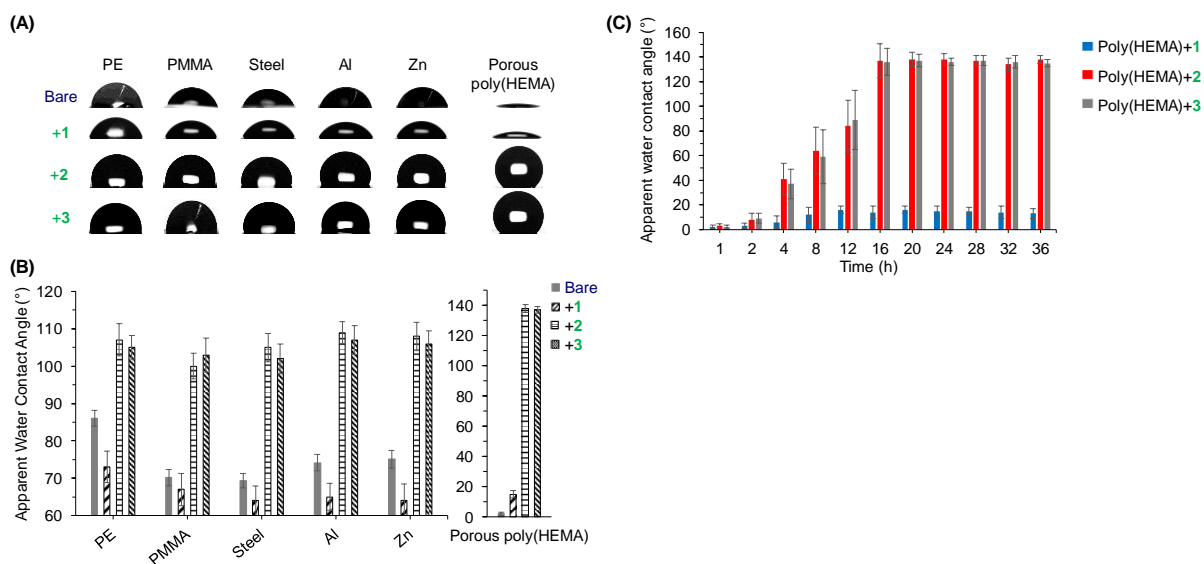 (A)
PE PMMA Steel Al Zn Porous
poly(HEMA)
Bare
+1
+2
+3
(B)
Apparent Water Contact Angle (°)
120
110
100
90
80
70
60
PE PMMA Steel Al Zn
140
120
100
80
60
40
20
0
Porous poly(HEMA)
Bare
+1
+2
+3
(C)
Apparent water contact angle (°)
160
140
120
100
80
60
40
20
0
1 2 4 8 12 16 20 24 28 32 36
Time (h)
Poly(HEMA)+1
Poly(HEMA)+2
Poly(HEMA)+3